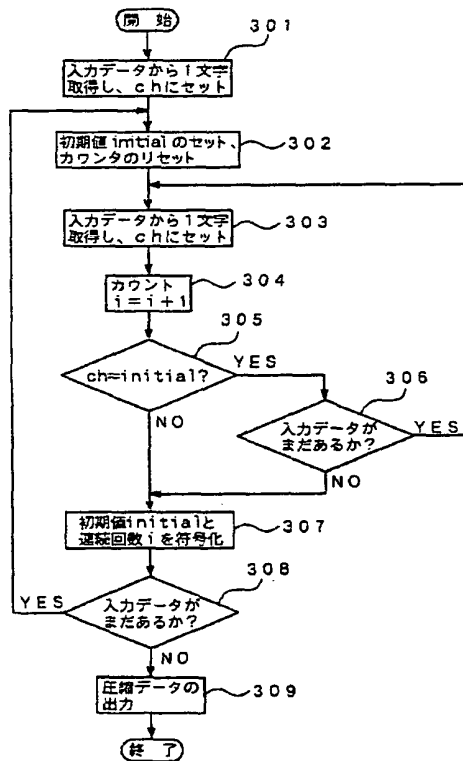 開 始
301
入力データから1文字
取得し、chにセット
初期値initialのセット、
カウンタのリセット
302
入力データから1文字
取得し、chにセット
303
カウント
i=i+1
304
305
ch=initial?
YES
NO
306
入力データが
まだあるか?
YES
NO
初期値initialと
連続回数iを符号化
307
308
入力データが
まだあるか?
YES
NO
圧縮データの
出力
309
終 了